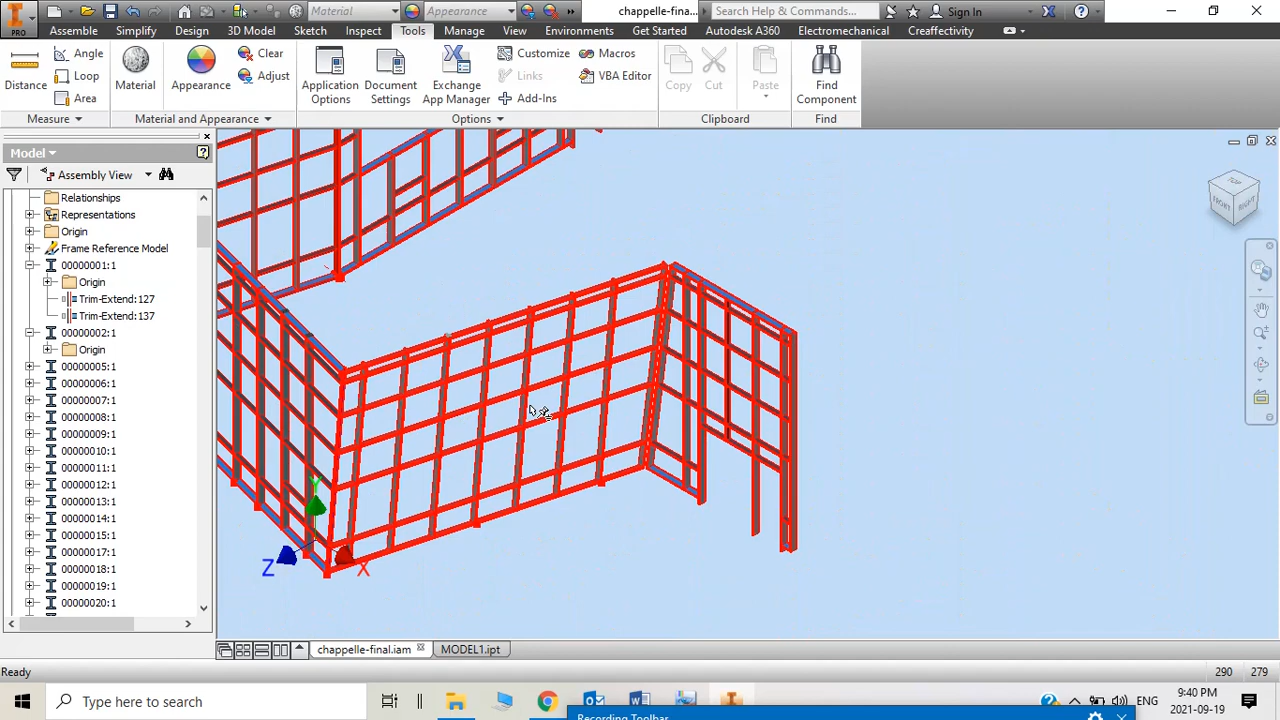 Material
Appearance
chappelle-final...
Search Help & Commands...
Sign In
PRO
Assemble
Simplify
Design
3D Model
Sketch
Inspect
Tools
Manage
View
Environments
Get Started
Autodesk A360
Electromechanical
Creaffectivity
Distance
Angle
Loop
Area
Measure
Material
Appearance
Clear
Adjust
Material and Appearance
Application Options
Document Settings
Exchange App Manager
Customize
Links
Add-Ins
Macros
VBA Editor
Options
Copy
Cut
Paste
Clipboard
Find Component
Find
Model
Assembly View
Relationships
Representations
Origin
Frame Reference Model
00000001:1
Origin
Trim-Extend:127
Trim-Extend:137
00000002:1
Origin
00000005:1
00000006:1
00000007:1
00000008:1
00000009:1
00000010:1
00000011:1
00000012:1
00000013:1
00000014:1
00000015:1
00000017:1
00000018:1
00000019:1
00000020:1
TOP
FRONT
RIGHT
Y
Z
X
chappelle-final.iam
MODEL1.ipt
Ready
290
279
Type here to search
ENG
9:40 PM
2021-09-19
Recording Toolbar